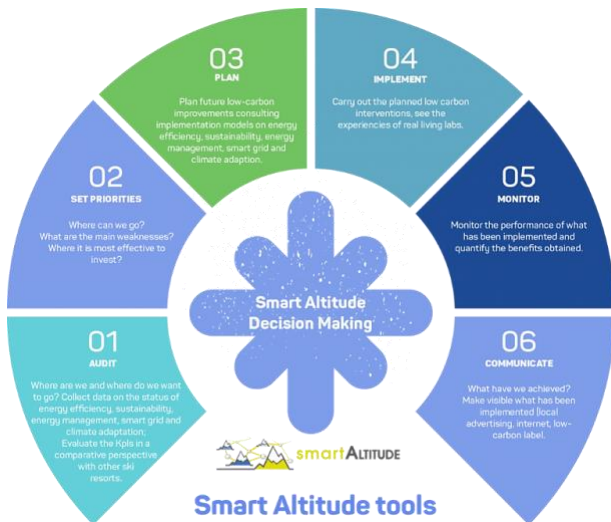 03
PLAN
Plan future low-carbon
improvements consulting
implementation models on energy
efficiency, sustainability, energy
management, smart grid and
climate adaption.
04
IMPLEMENT
Carry out the planned low carbon
interventions, see the
experiencies of real living labs.
02
SET PRIORITIES
Where can we go?
What are the main weaknesses?
Where it is most effective to
invest?
05
MONITOR
Monitor the performance of what
has been implemented and
quantify the benefits obtained.
Smart Altitude
Decision Making
01
AUDIT
Where are we and where do we want
to go? Collect data on the status of
energy efficiency, sustainability,
energy management, smart grid and
climate adaptation;
Evaluate the KpIs in a
comparative perspective
with other ski
resorts.
06
COMMUNICATE
What have we achieved?
Make visible what has been
implemented (local
advertising, internet, low-
carbon label.
smartALTITUDE
Smart Altitude tools